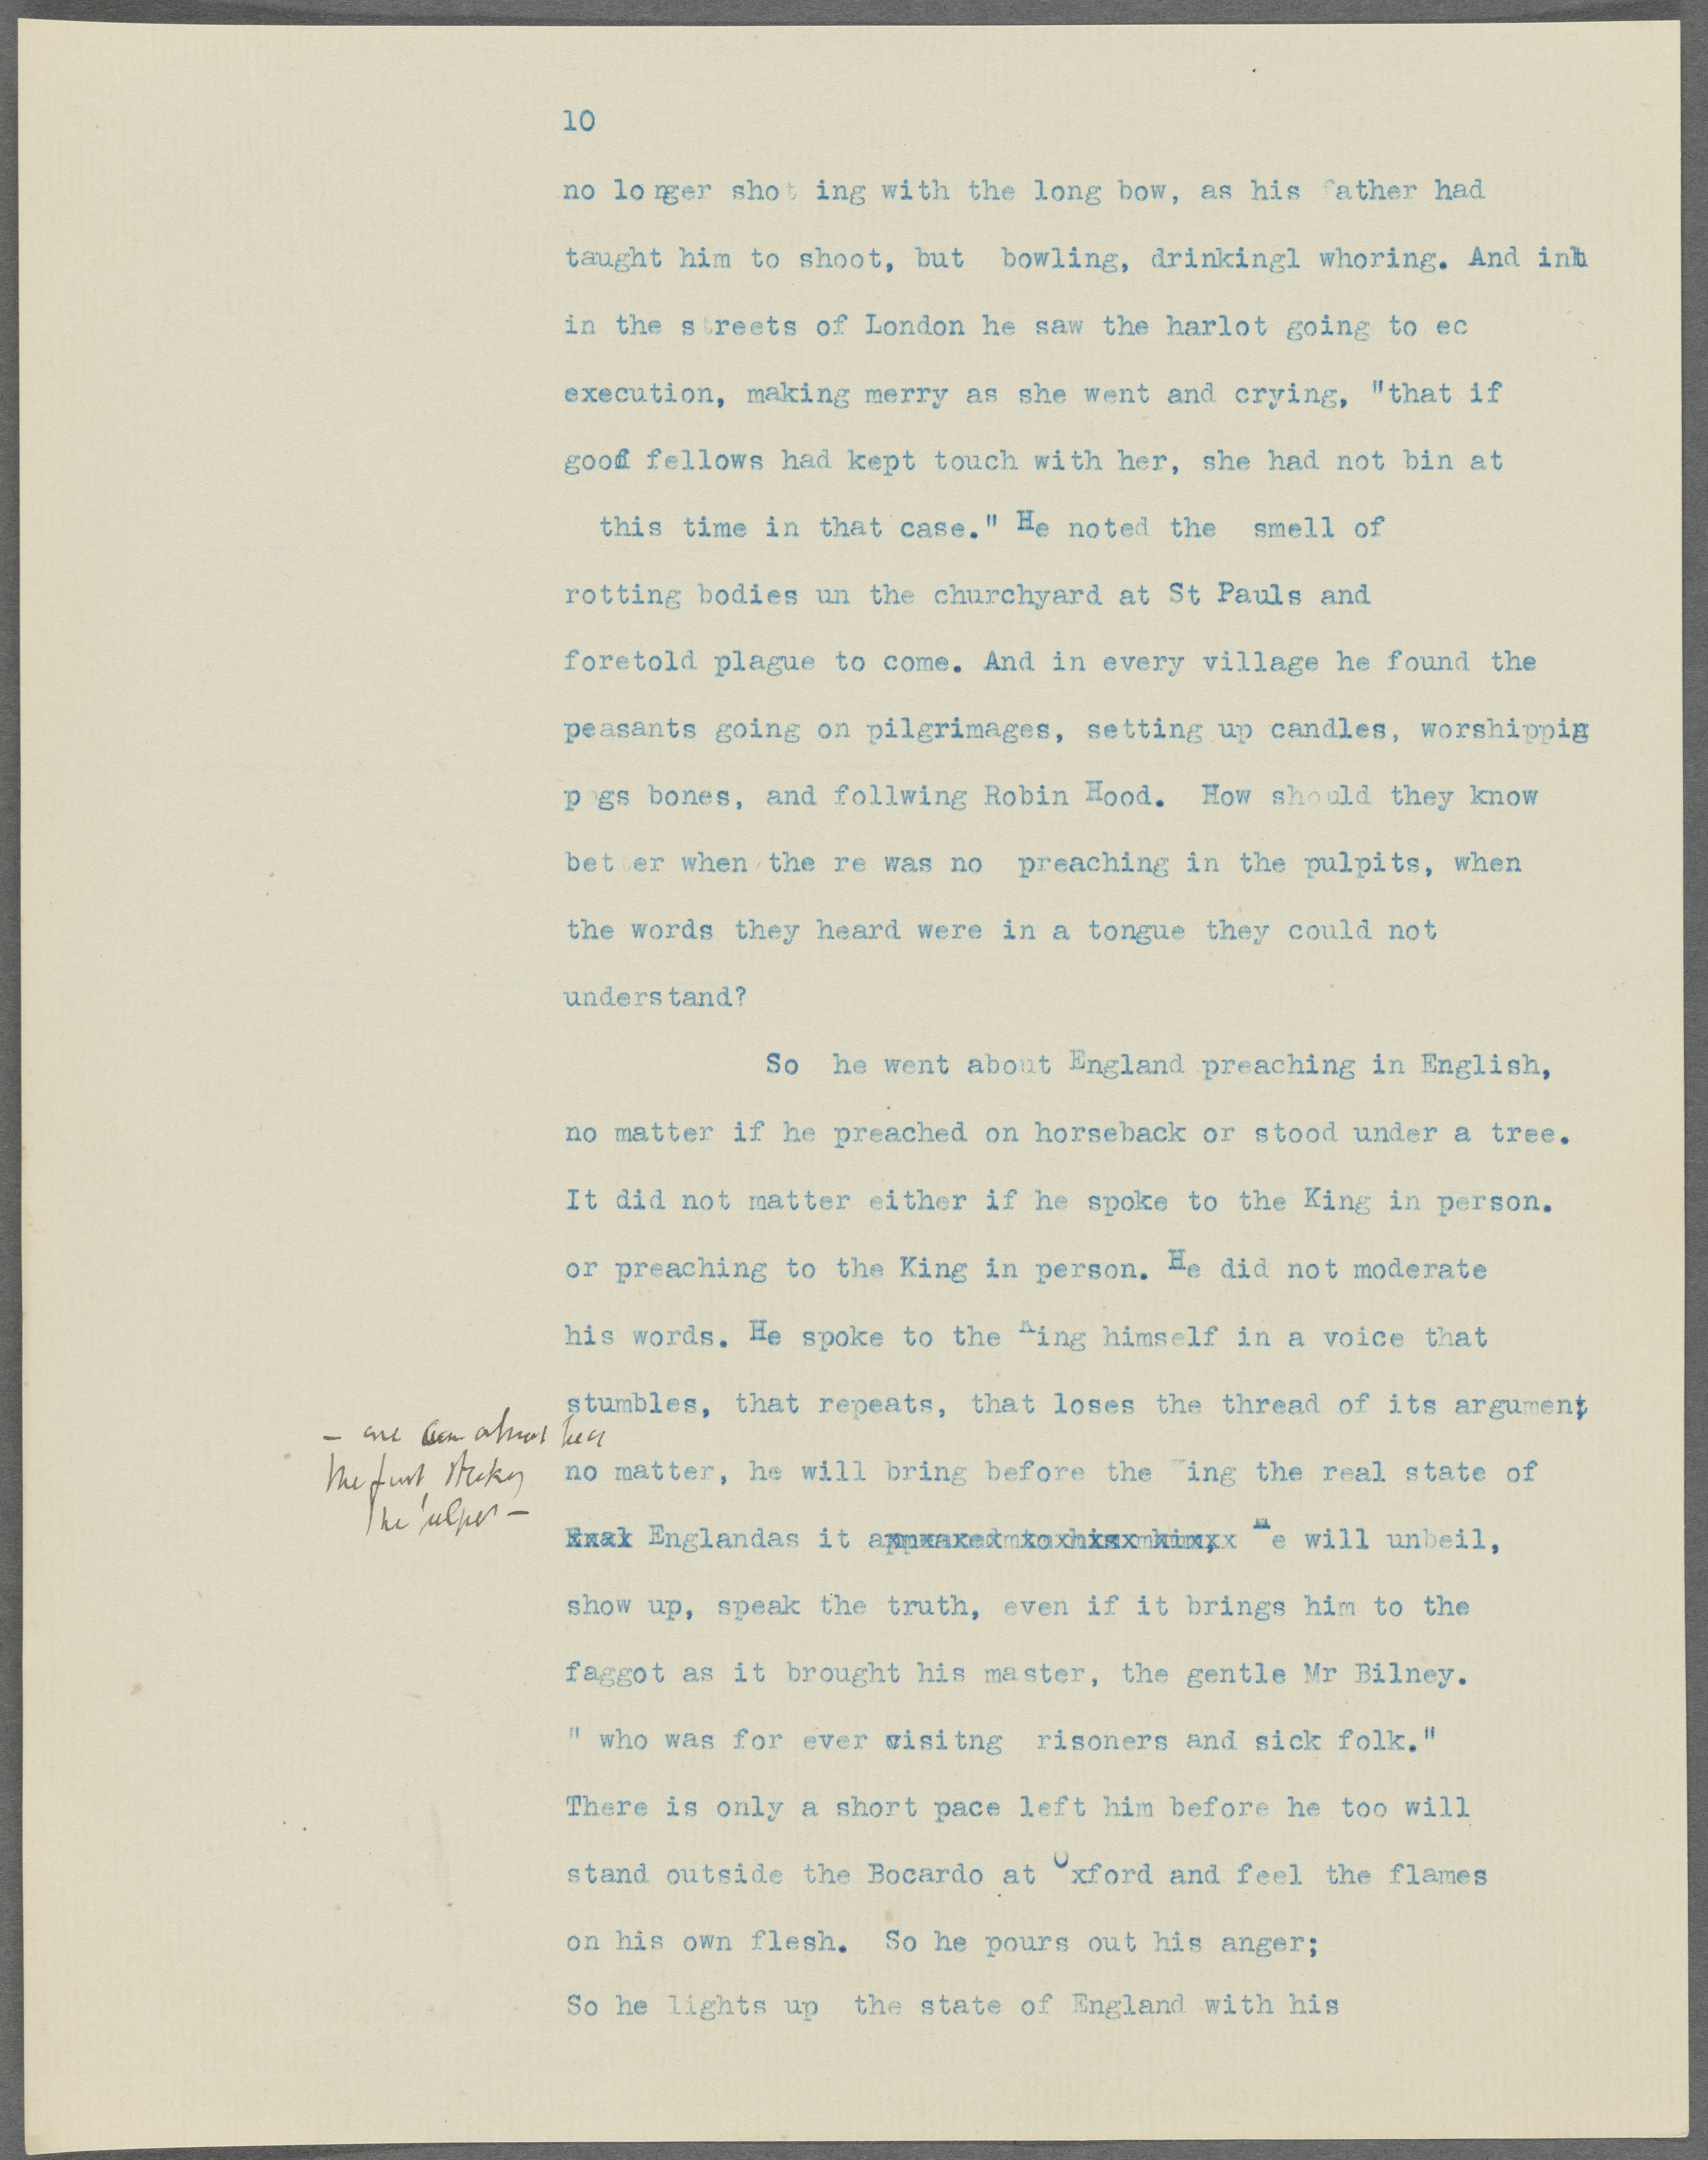 10
no longer shot ing with the long bow, as his father had
taught him to shoot, but bowling, drinkingl whoring. And inh
in the streets of London he saw the harlot going to ec
execution, making merry as she went and crying, "that if
good fellows had kept touch with her, she had not bin at
this time in that case." He noted the smell of
rotting bodies un the churchyard at St Pauls and
foretold plague to come. And in every village he found the
peasants going on pilgrimages, setting up candles, worshippig
p gs bones, and follwing Robin Hood. How should they know
better when the re was no preaching in the pulpits, when
the words they heard were in a tongue they could not
understand?
So he went about England preaching in English,
no matter if he preached on horseback or stood under a tree.
It did not matter either if he spoke to the King in person.
or preaching to the King in person. He did not moderate
his words. He spoke to the King himself in a voice that
stumbles, that repeats, that loses the thread of its argument,
- one can almost hear
the fist striking
the pulpit -
no matter, he will bring before the King the real state of
Englandas it He will unbeil,
show up, speak the truth, even if it brings him to the
faggot as it brought his master, the gentle Mr Bilney.
" who was for ever visitng risoners and sick folk."
There is only a short pace left him before he too will
stand outside the Bocardo at Oxford and feel the flames
on his own flesh. So he pours out his anger;
So he lights up the state of England with his